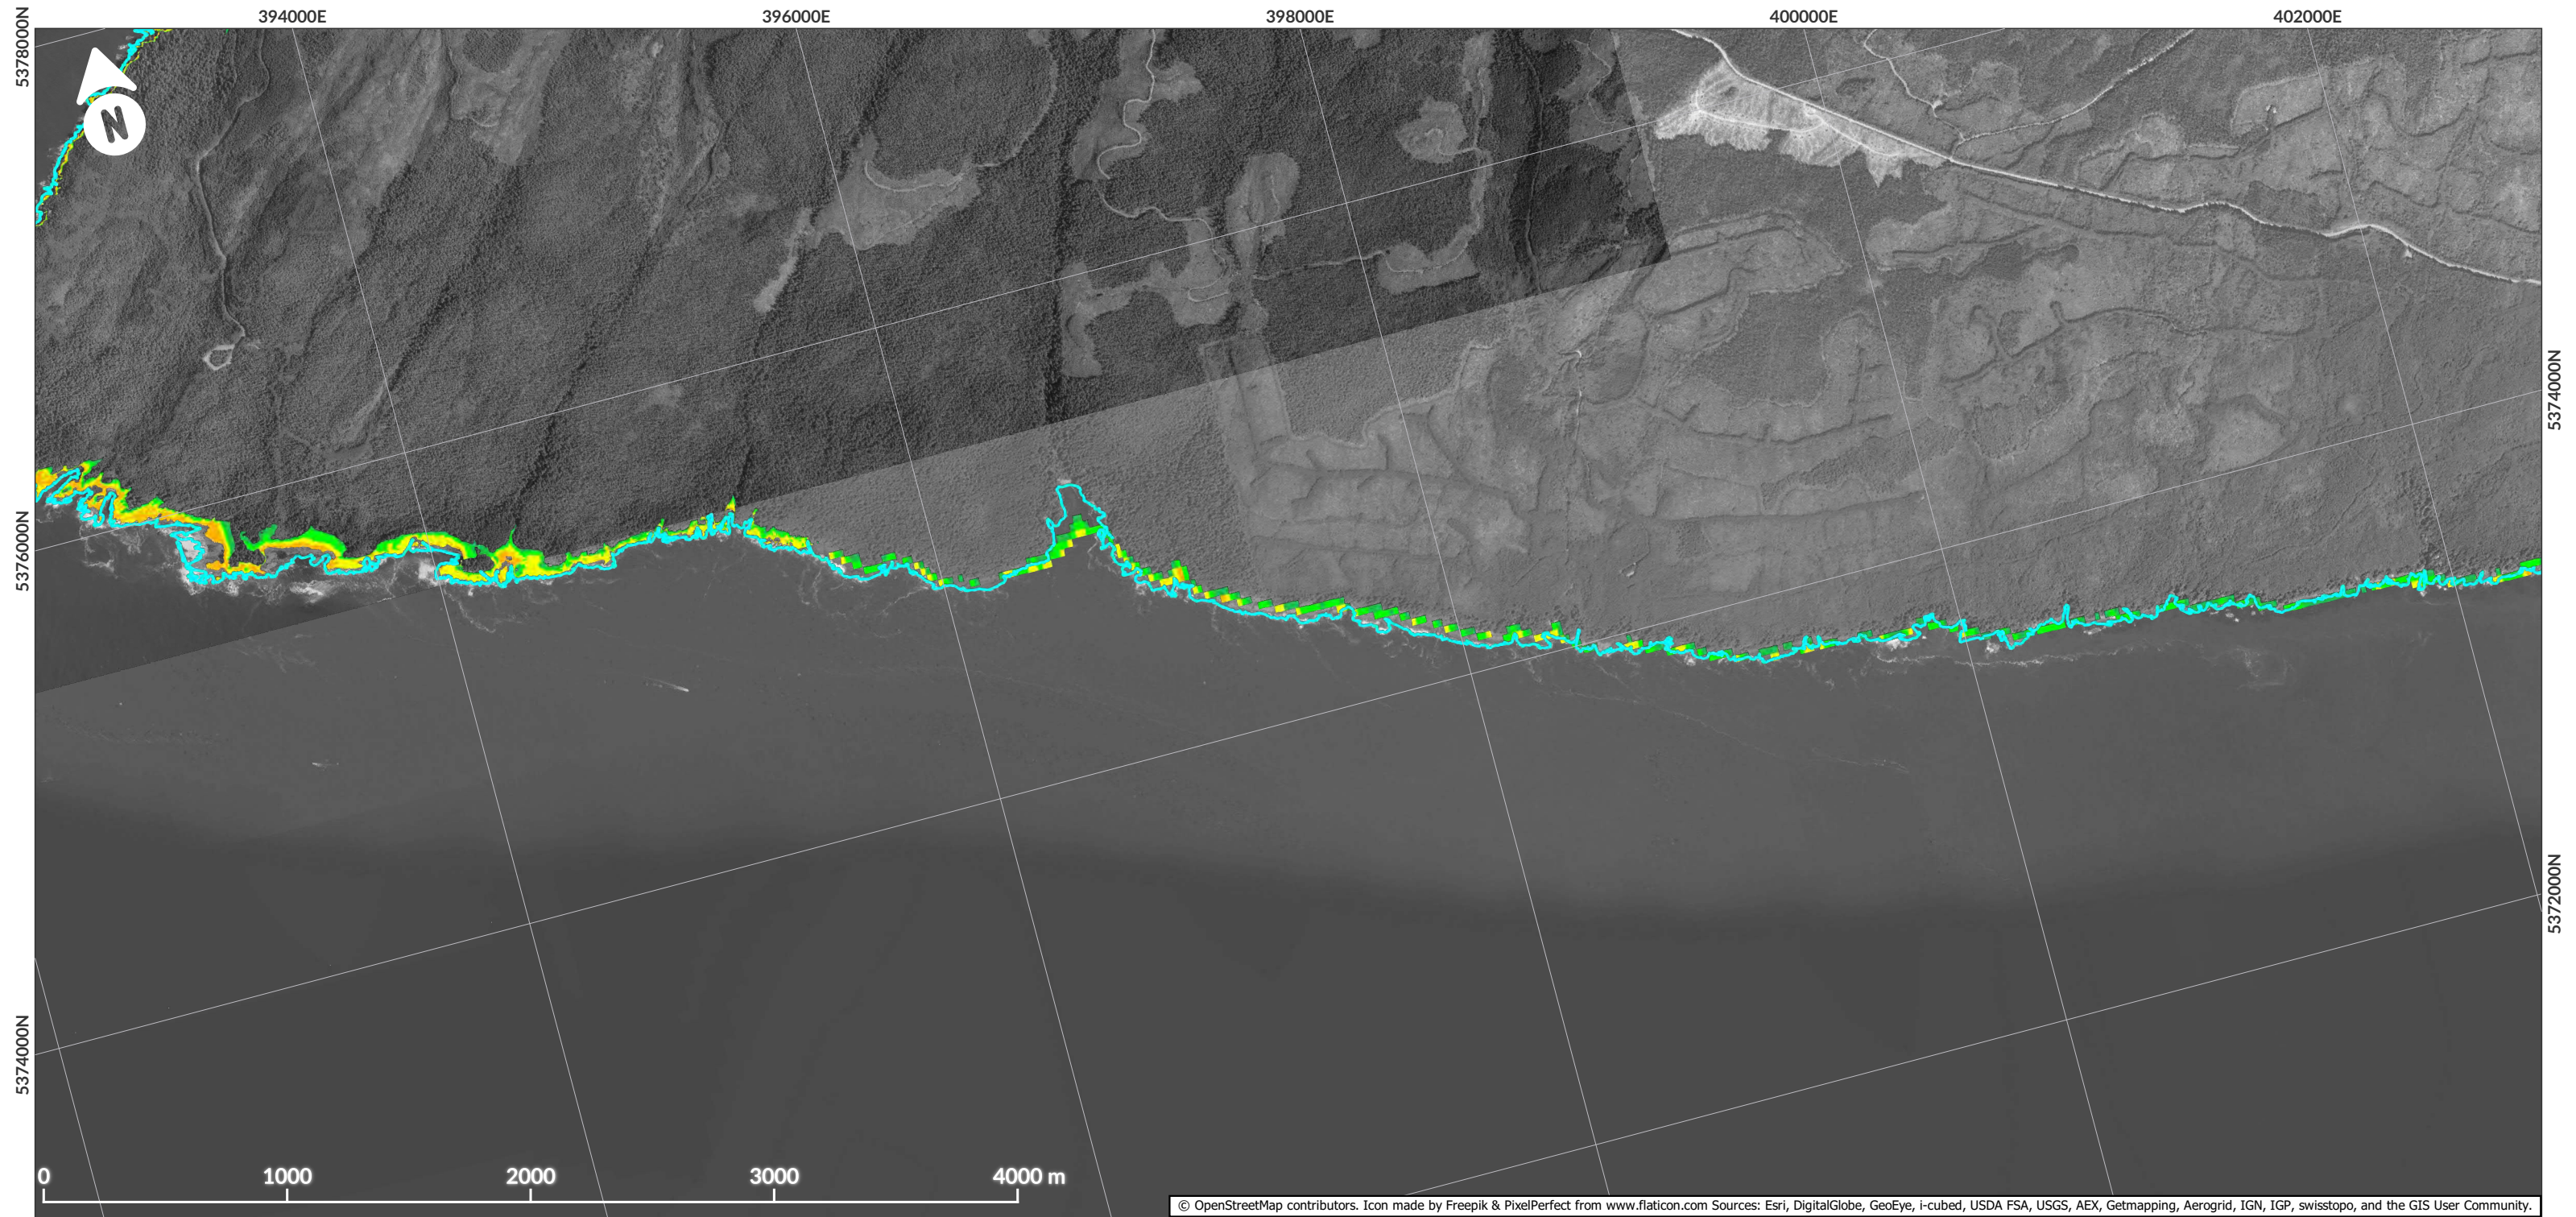 394000E 396000E 398000E 400000E 402000E
5378000N
N
5374000N
5376000N
5372000N
5374000N
0 1000 2000 3000 4000 m
© OpenStreetMap contributors. Icon made by Freepik & PixelPerfect from www.flaticon.com Sources: Esri, DigitalGlobe, GeoEye, i-cubed, USDA FSA, USGS, AEX, Getmapping, Aerogrid, IGN, IGP, swisstopo, and the GIS User Community.